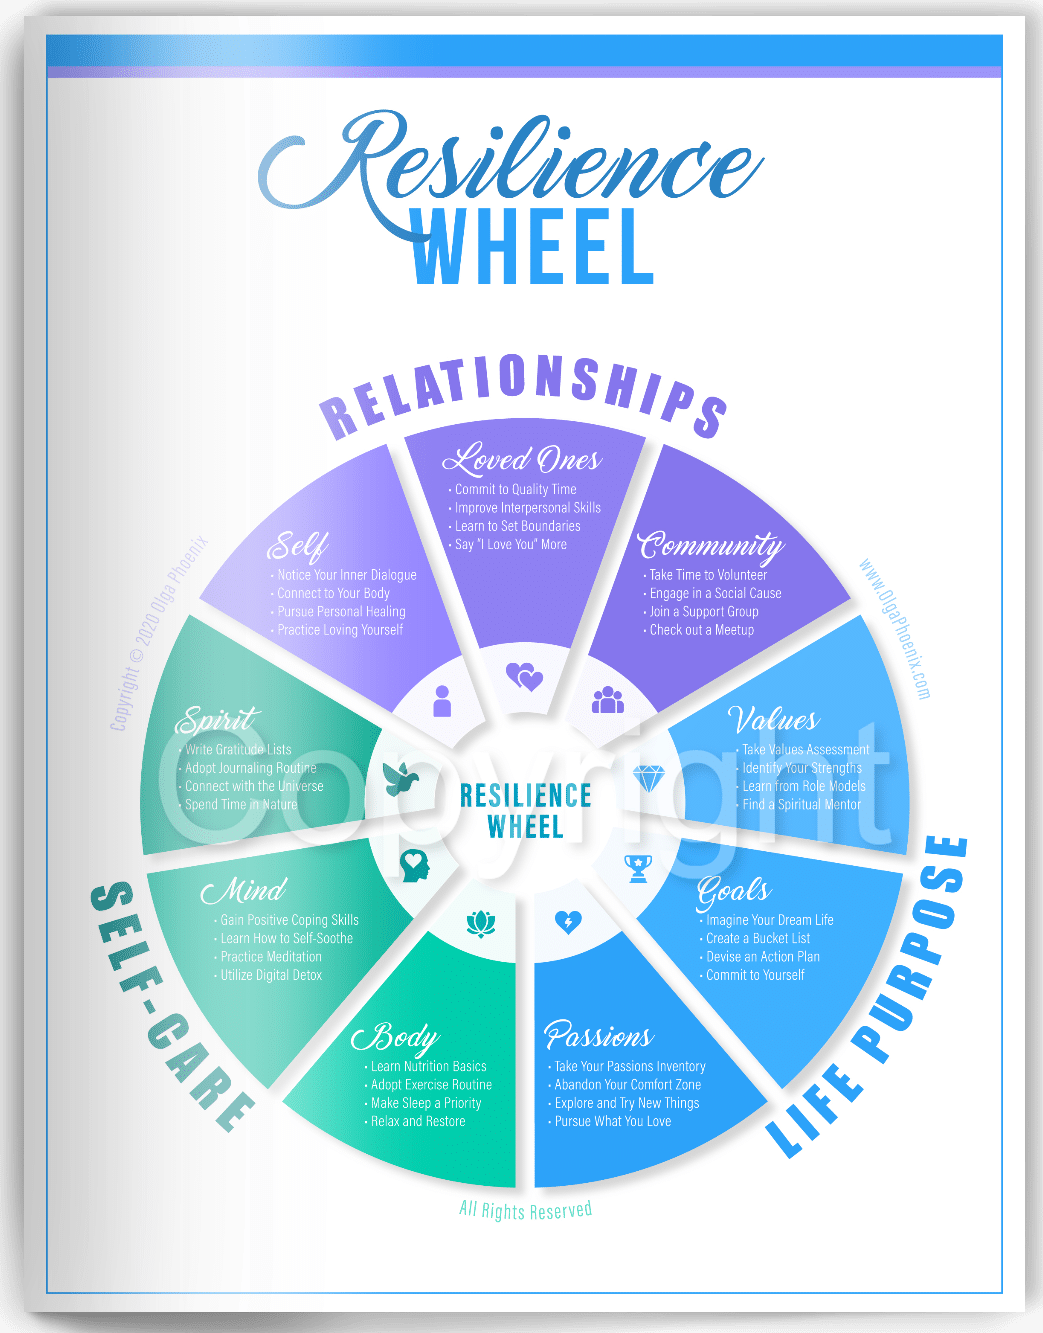 Resilience
WHEEL
RELATIONSHIPS
Loved Ones
• Commit to Quality Time
• Improve Interpersonal Skills
• Learn to Set Boundaries
• Say "I Love You" More
Self
• Notice Your Inner Dialogue
• Connect to Your Body
• Pursue Personal Healing
• Practice Loving Yourself
Community
• Take Time to Volunteer
• Engage in a Social Cause
• Join a Support Group
• Check out a Meetup
Copyright © 2020 Olga Phoenix
www.OlgaPhoenix.com
Spirit
• Write Gratitude Lists
• Adopt Journaling Routine
• Connect with the Universe
• Spend Time in Nature
Values
• Take Values Assessment
• Identify Your Strengths
• Learn from Role Models
• Find a Spiritual Mentor
Copyright
RESILIENCE
WHEEL
Mind
• Gain Positive Coping Skills
• Learn How to Self-Soothe
• Practice Meditation
• Utilize Digital Detox
Goals
• Imagine Your Dream Life
• Create a Bucket List
• Devise an Action Plan
• Commit to Yourself
SELF-CARE
LIFE PURPOSE
Body
• Learn Nutrition Basics
• Adopt Exercise Routine
• Make Sleep a Priority
• Relax and Restore
Passions
• Take Your Passions Inventory
• Abandon Your Comfort Zone
• Explore and Try New Things
• Pursue What You Love
All Rights Reserved